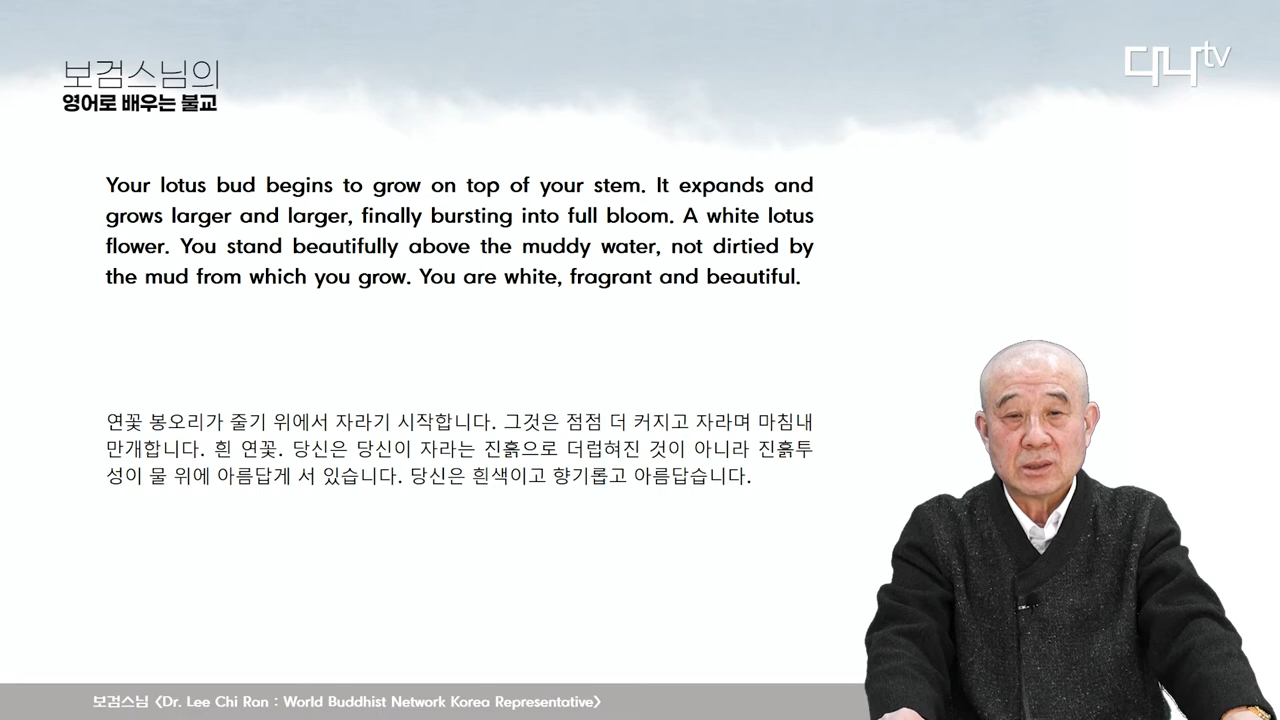 보검스님의
영어로 배우는 불교
다나tv
Your lotus bud begins to grow on top of your stem. It expands and
grows larger and larger, finally bursting into full bloom. A white lotus
flower. You stand beautifully above the muddy water, not dirtied by
the mud from which you grow. You are white, fragrant and beautiful.
연꽃 봉오리가 줄기 위에서 자라기 시작합니다. 그것은 점점 더 커지고 자라며 마침내
만개합니다. 흰 연꽃. 당신은 당신이 자라는 진흙으로 더럽혀진 것이 아니라 진흙투
성이 물 위에 아름답게 서 있습니다. 당신은 흰색이고 향기롭고 아름답습니다.
보검스님 <Dr. Lee Chi Ran : World Buddhist Network Korea Representative>